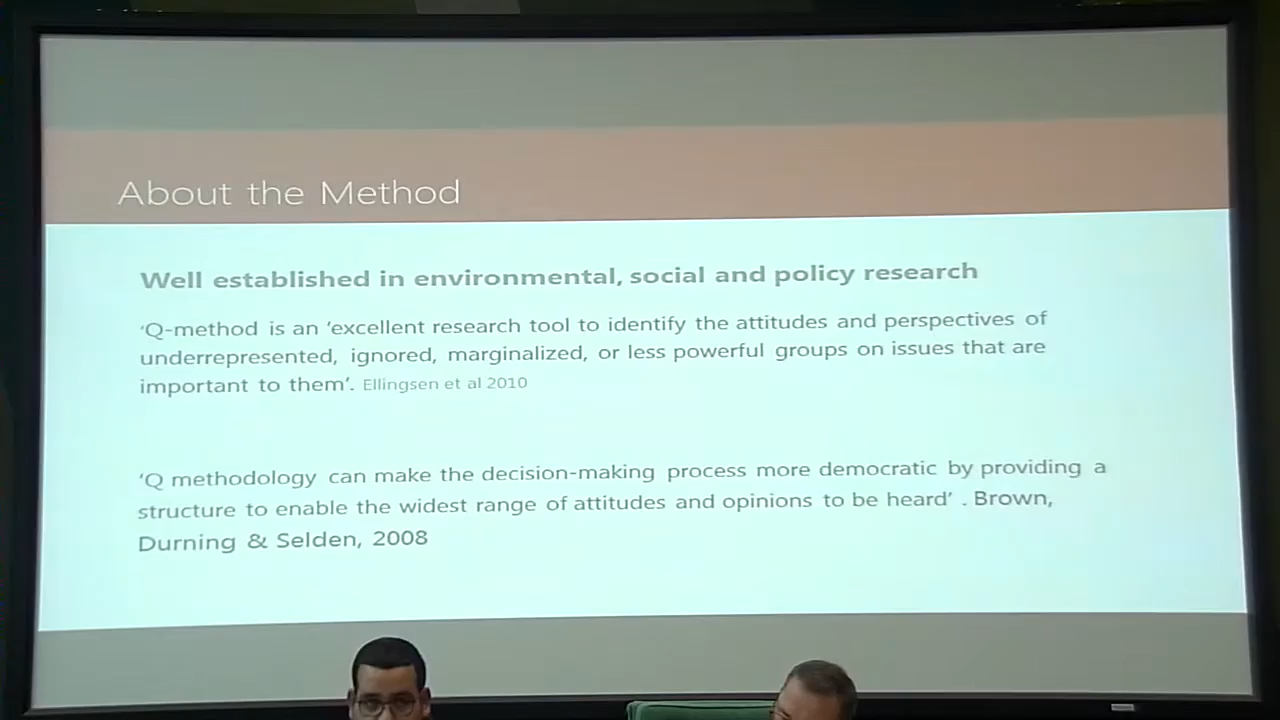 About the Method
Well established in environmental, social and policy research
‘Q-method is an ‘excellent research tool to identify the attitudes and perspectives of
underrepresented, ignored, marginalized, or less powerful groups on issues that are
important to them’. Ellingsen et al 2010
‘Q methodology can make the decision-making process more democratic by providing a
structure to enable the widest range of attitudes and opinions to be heard’ . Brown,
Durning & Selden, 2008